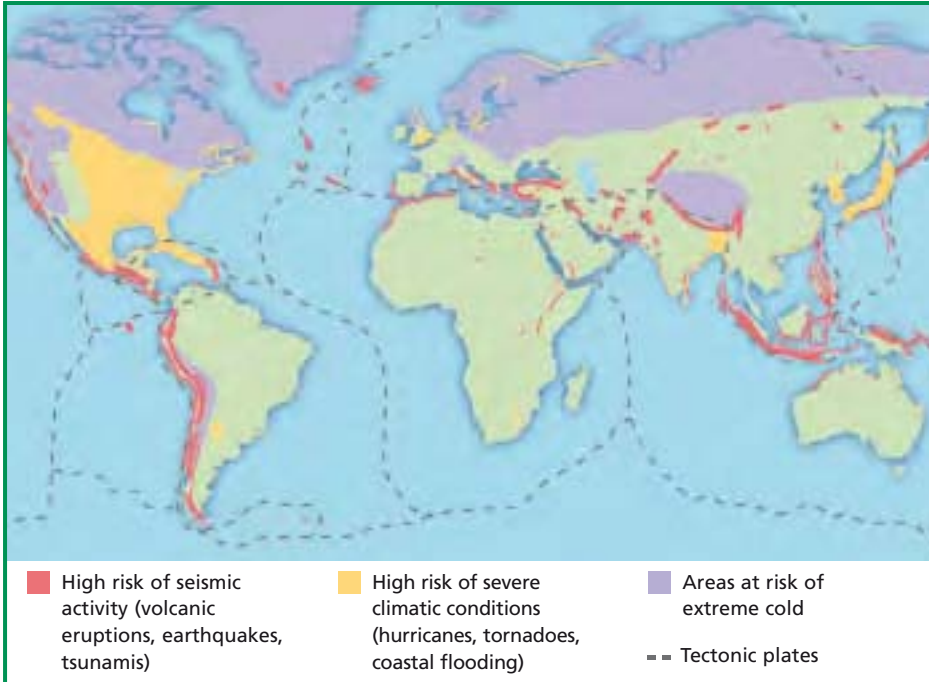 High risk of seismic
activity (volcanic
eruptions, earthquakes,
tsunamis)
High risk of severe
climatic conditions
(hurricanes, tornadoes,
coastal flooding)
Areas at risk of
extreme cold
Tectonic plates